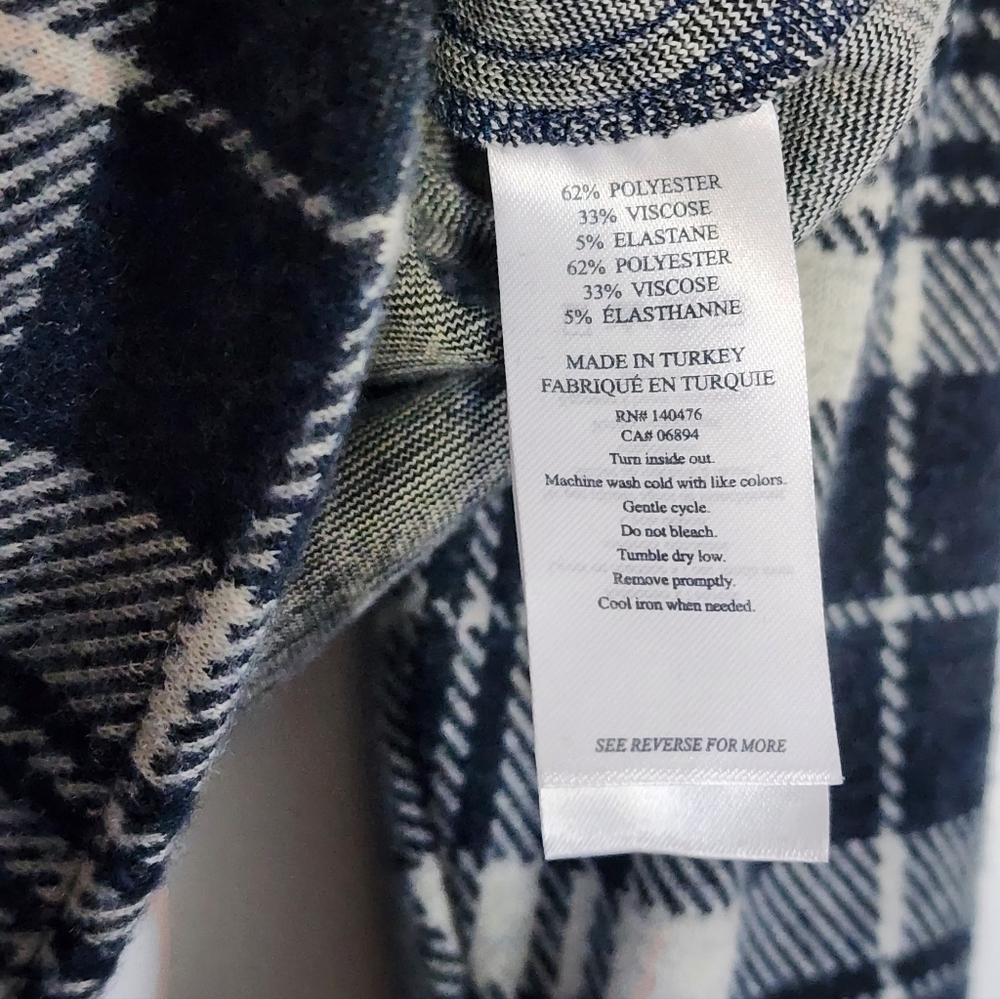 62% POLYESTER
33% VISCOSE
5% ELASTANE
62% POLYESTER
33% VISCOSE
5% ÉLASTHANNE
MADE IN TURKEY
FABRIQUÉ EN TURQUIE
RN# 140476
CA# 06894
Turn inside out.
Machine wash cold with like colors.
Gentle cycle.
Do not bleach.
Tumble dry low.
Remove promptly.
Cool iron when needed.
SEE REVERSE FOR MORE